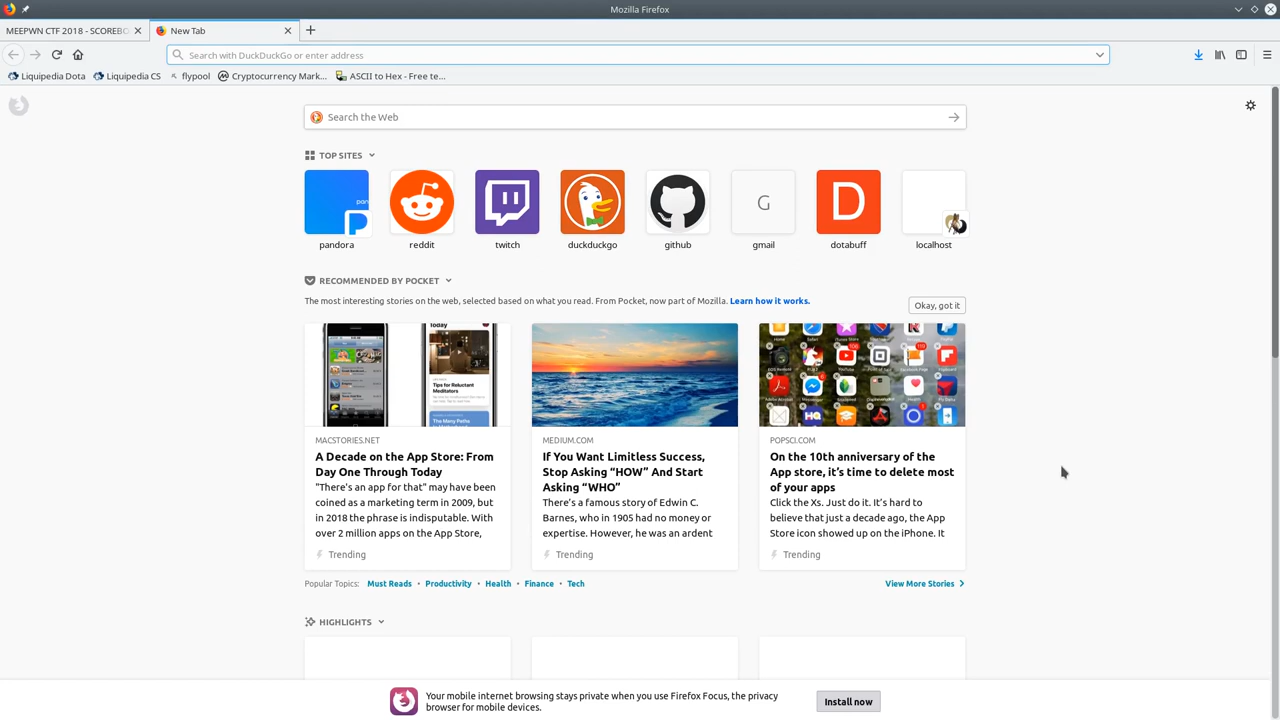 Mozilla Firefox
MEEPWN CTF 2018 - SCOREBO
New Tab
Search with DuckDuckGo or enter address
Liquipedia Dota
Liquipedia CS
flypool
Cryptocurrency Mark...
ASCII to Hex - Free te...
Search the Web
TOP SITES
pandora
reddit
twitch
duckduckgo
github
G
gmail
D
dotabuff
localhost
RECOMMENDED BY POCKET
The most interesting stories on the web, selected based on what you read. From Pocket, now part of Mozilla. Learn how it works.
Okay, got it
MACSTORIES.NET
A Decade on the App Store: From
Day One Through Today
"There's an app for that" may have been
coined as a marketing term in 2009, but
in 2018 the phrase is indisputable. With
over 2 million apps on the App Store,
Trending
MEDIUM.COM
If You Want Limitless Success,
Stop Asking “HOW” And Start
Asking “WHO”
There's a famous story of Edwin C.
Barnes, who in 1905 had no money or
expertise. However, he was an ardent
Trending
POPSCI.COM
On the 10th anniversary of the
App store, it’s time to delete most
of your apps
Click the Xs. Just do it. It’s hard to
believe that just a decade ago, the App
Store icon showed up on the iPhone. It
Trending
Popular Topics: Must Reads • Productivity • Health • Finance • Tech
View More Stories
HIGHLIGHTS
Your mobile internet browsing stays private when you use Firefox Focus, the privacy
browser for mobile devices.
Install now